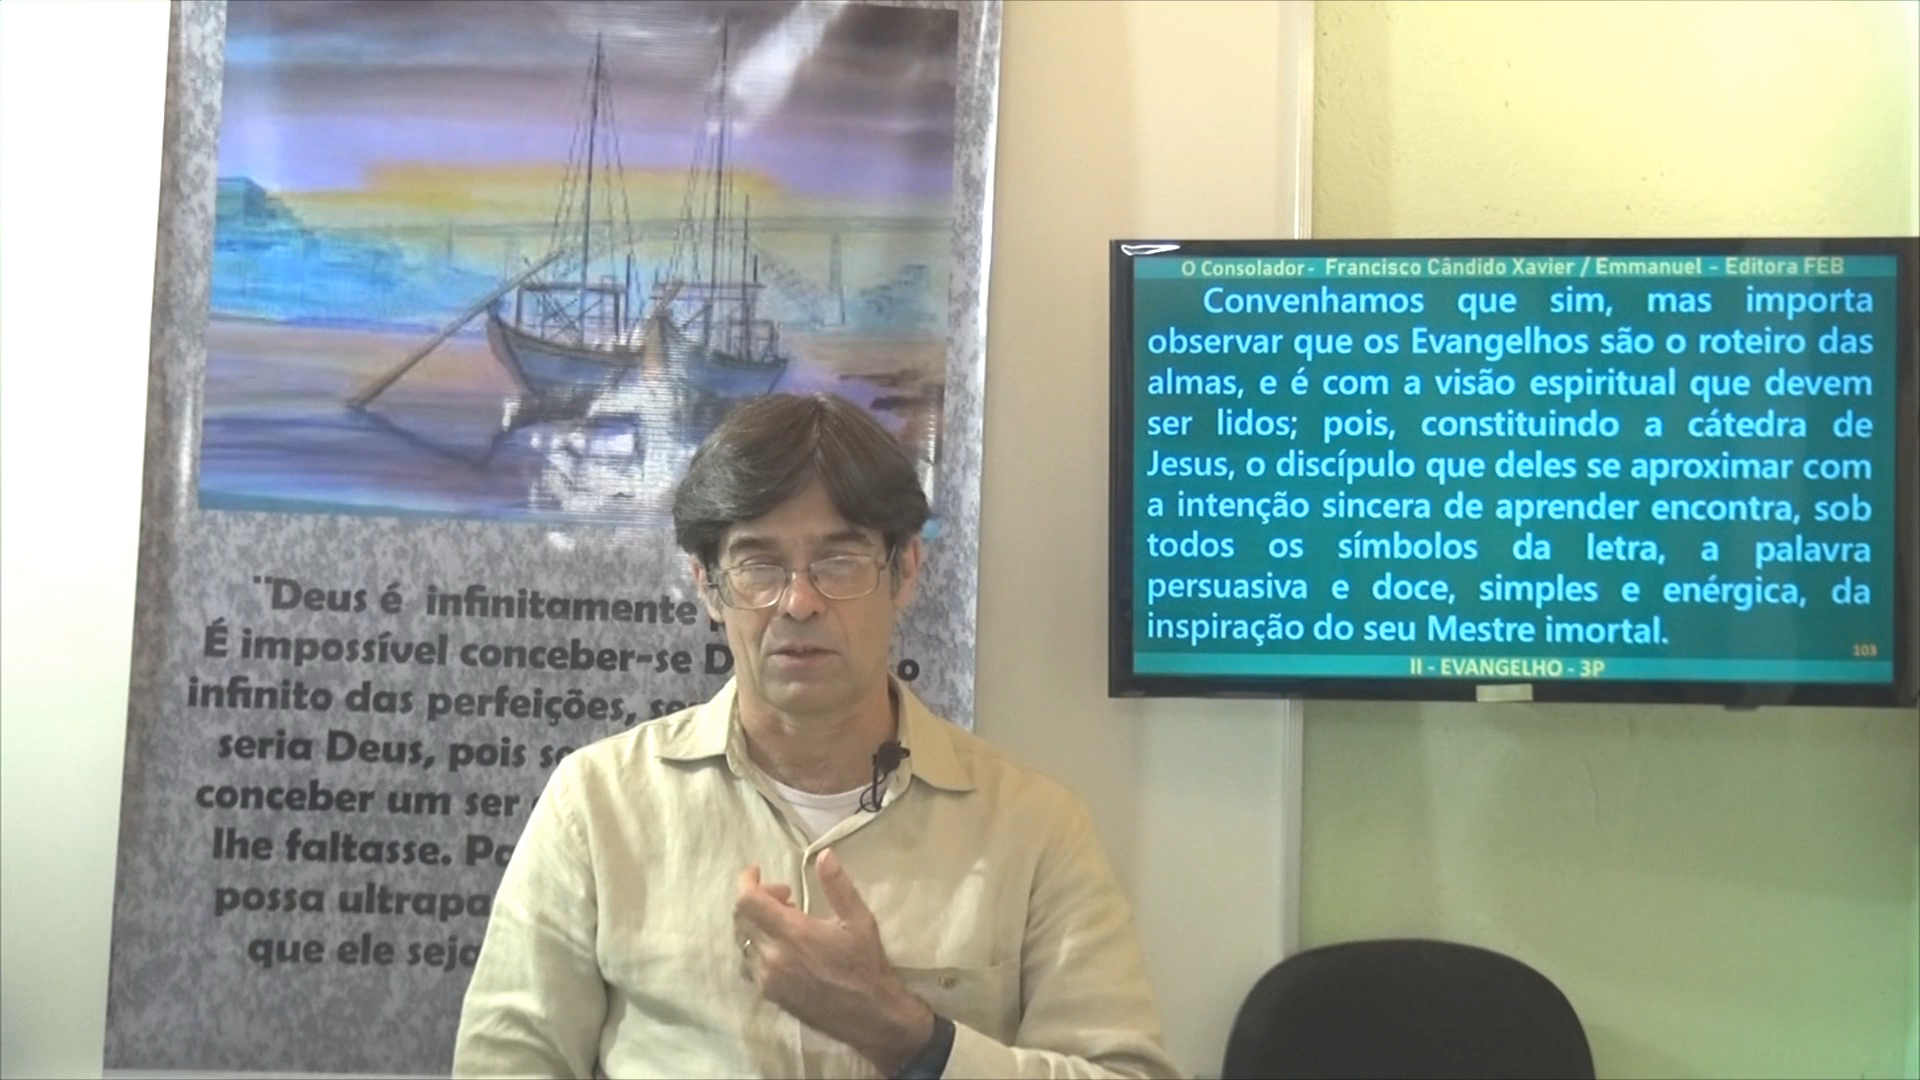 ¨Deus é infinitamente
É impossível conceber-se
infinito das perfeições,
seria Deus, pois
conceber um ser
lhe faltasse.
possa
que ele
O Consolador - Francisco Cândido Xavier / Emmanuel - Editora FEB
Convenhamos que sim, mas importa
observar que os Evangelhos são o roteiro das
almas, e é com a visão espiritual que devem
ser lidos; pois, constituindo a cátedra de
Jesus, o discípulo que deles se aproximar com
a intenção sincera de aprender encontra, sob
todos os símbolos da letra, a palavra
persuasiva e doce, simples e enérgica, da
inspiração do seu Mestre imortal.
103
II - EVANGELHO - 3P